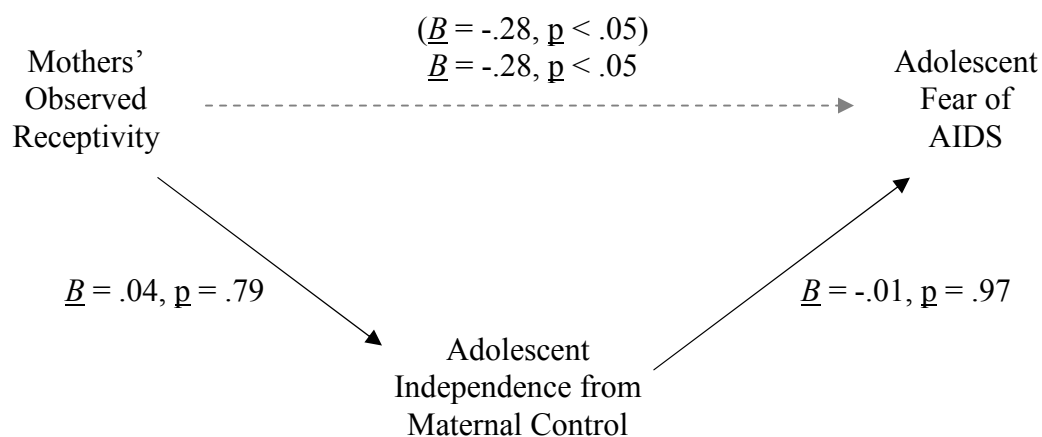 (B = -.28, p < .05)
B = -.28, p < .05
Mothers’
Observed
Receptivity
Adolescent
Fear of
AIDS
B = .04, p = .79
B = -.01, p = .97
Adolescent
Independence from
Maternal Control